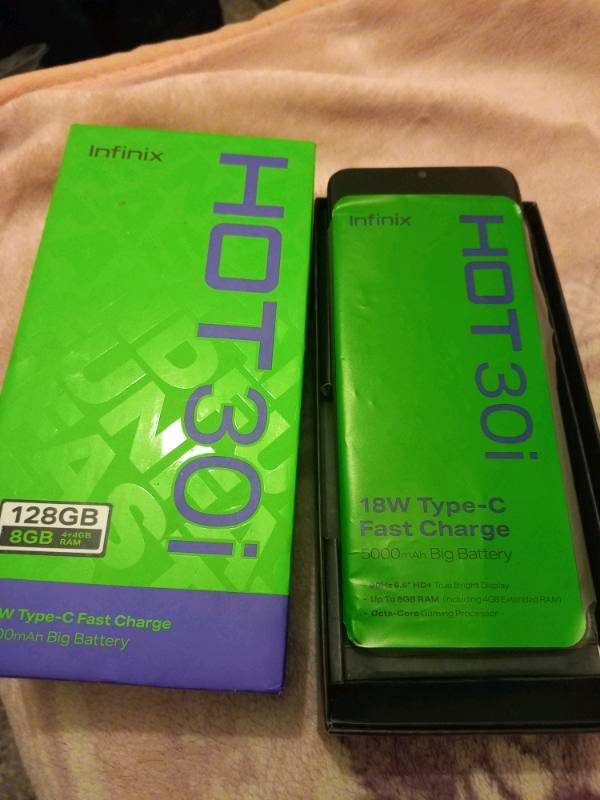 Infinix
HOT 30i
128GB
8GB 4+4GB
RAM
W Type-C Fast Charge
00mAh Big Battery
Infinix
HOT 30i
18W Type-C
Fast Charge
5000mAh Big Battery
90Hz 6.6" HD+ True Bright Display
- Up To 8GB RAM (Including 4GB Extended RAM)
- Octa-Core Gaming Processor